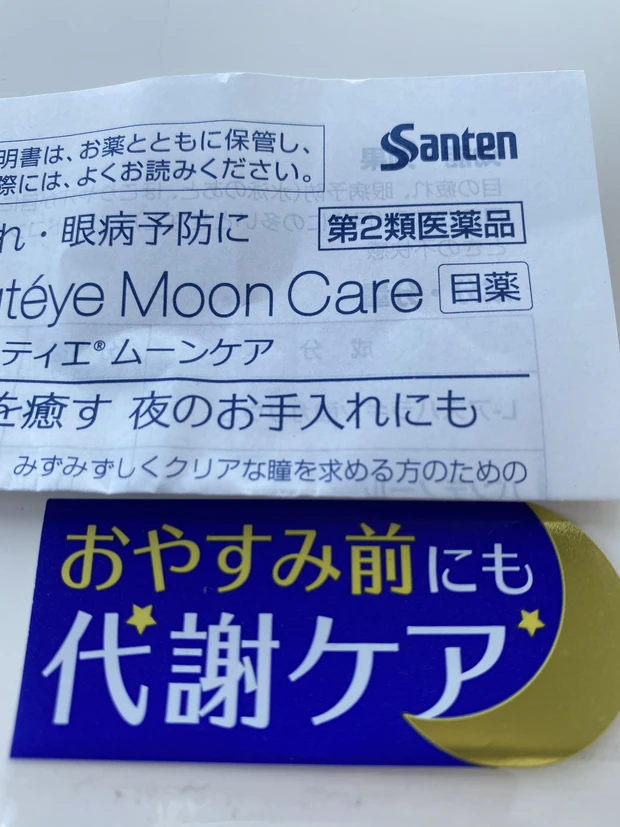 明書は、お薬とともに保管し、
際には、よくお読みください。
Santen
れ・眼病予防に
第2類医薬品
utéye Moon Care
目薬
ティエ®ムーンケア
を癒す 夜のお手入れにも
みずみずしくクリアな瞳を求める方のための
おやすみ前にも
代謝ケア